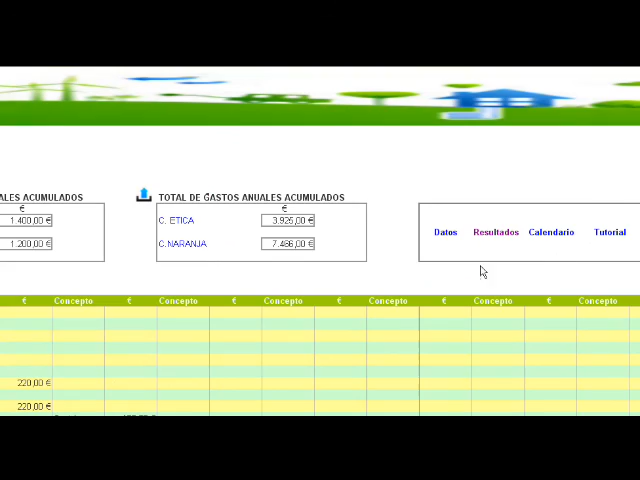 ALES ACUMULADOS
€
1.400,00 €
1.200,00 €
TOTAL DE GASTOS ANUALES ACUMULADOS
€
C. ETICA 3.925,00 €
C.NARANJA 7.466,00 €
Datos Resultados Calendario Tutorial
€ Concepto € Concepto € Concepto € Concepto € Concepto € Concepto
220,00 €
220,00 €